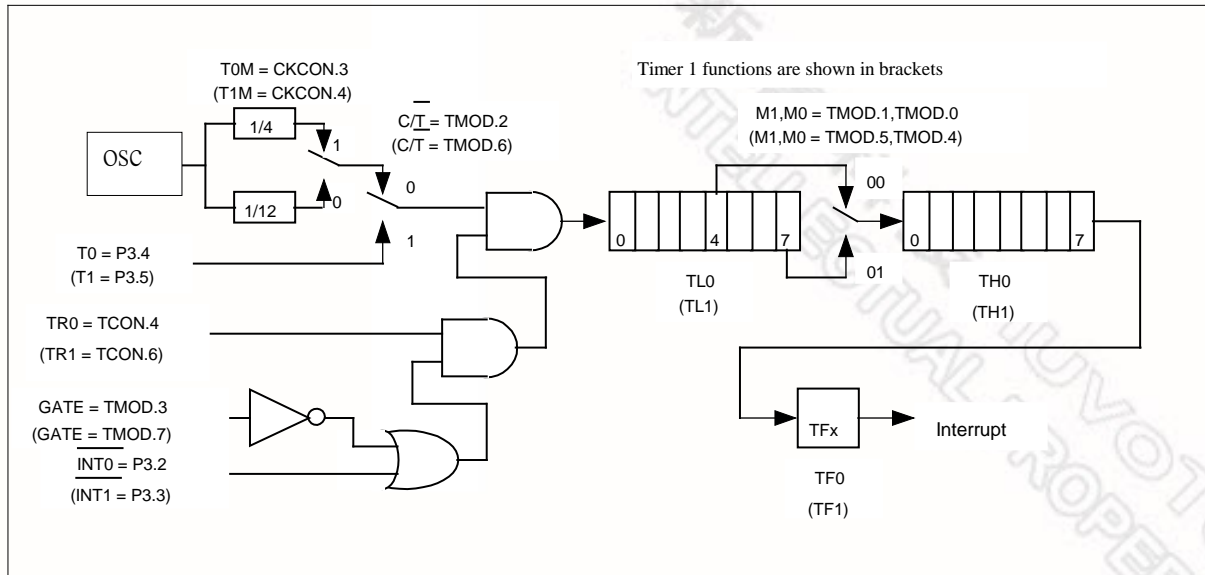 T0M = CKCON.3
(T1M = CKCON.4)
Timer 1 functions are shown in brackets
1/4
OSC
1
0
1/12
C/T = TMOD.2
(C/T = TMOD.6)
0
1
M1,M0 = TMOD.1,TMOD.0
(M1,M0 = TMOD.5,TMOD.4)
00
01
0 4 7
TL0
(TL1)
0 7
TH0
(TH1)
T0 = P3.4
(T1 = P3.5)
TR0 = TCON.4
(TR1 = TCON.6)
GATE = TMOD.3
(GATE = TMOD.7)
INT0 = P3.2
(INT1 = P3.3)
TFx
Interrupt
TF0
(TF1)
新
INTELLECTUAL PROPER
NUVOTO